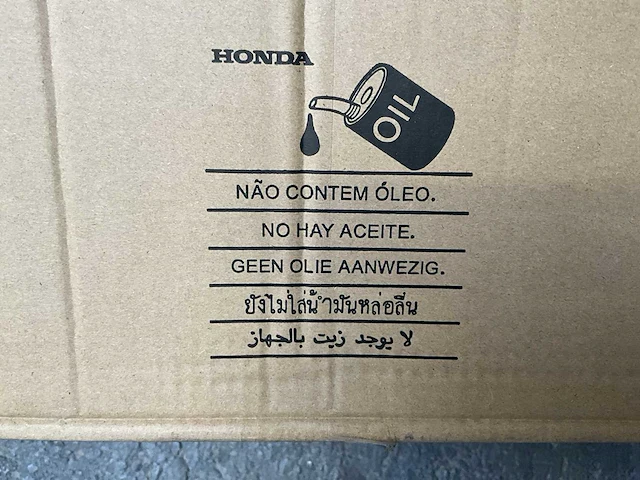 HONDA
OIL
NÃO CONTEM ÓLEO.
NO HAY ACEITE.
GEEN OLIE AANWEZIG.
ยังไม่ใส่น้ำมันหล่อลื่น
لا يوجد زيت بالجهاز